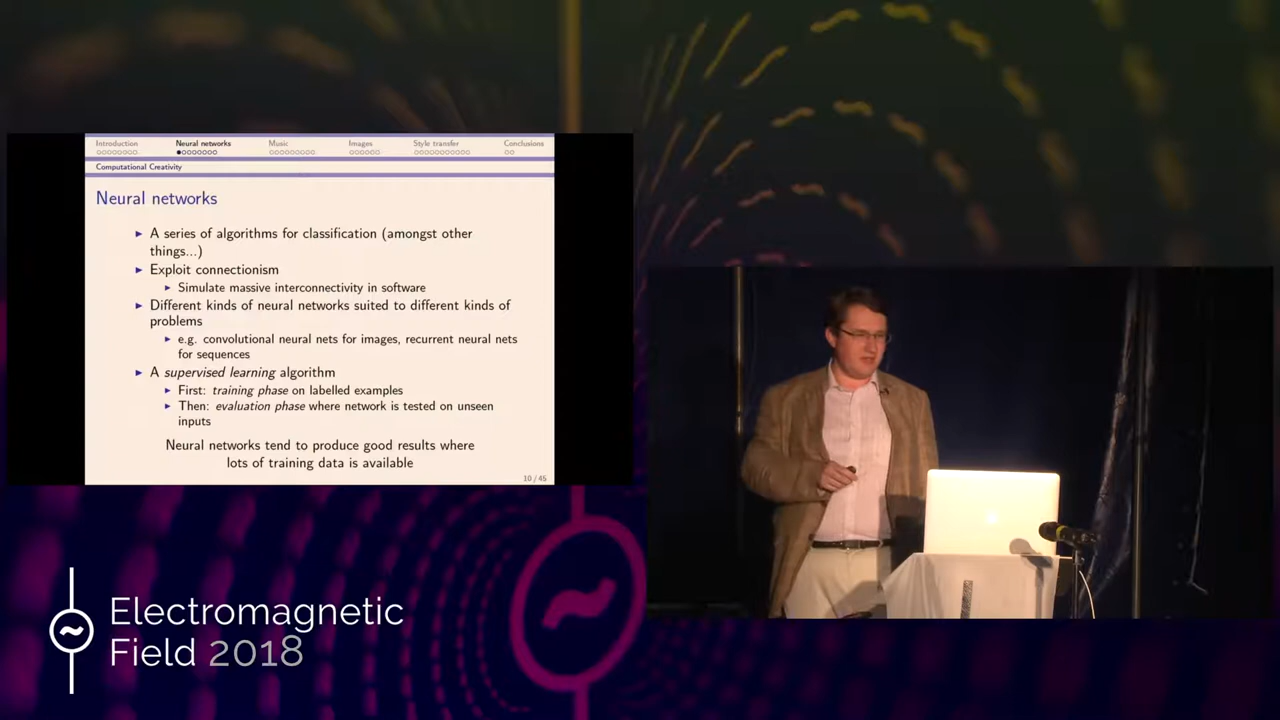 Introduction
Neural networks
Music
Images
Style transfer
Conclusions
Computational Creativity
Neural networks
A series of algorithms for classification (amongst other
things...)
Exploit connectionism
Simulate massive interconnectivity in software
Different kinds of neural networks suited to different kinds of
problems
e.g. convolutional neural nets for images, recurrent neural nets
for sequences
A supervised learning algorithm
First: training phase on labelled examples
Then: evaluation phase where network is tested on unseen
inputs
Neural networks tend to produce good results where
lots of training data is available
10 / 45
Electromagnetic
Field 2018